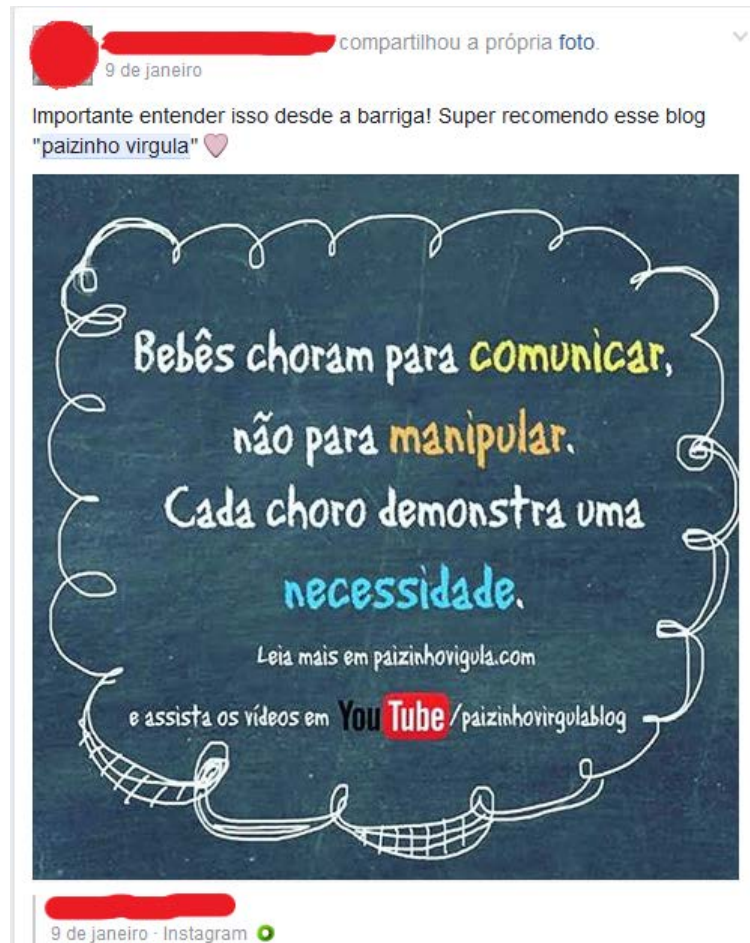 compartilhou a própria foto.
9 de janeiro
Importante entender isso desde a barriga! Super recomendo esse blog
"paizinho virgula"
Bebês choram para comunicar,
não para manipular.
Cada choro demonstra uma
necessidade.
Leia mais em paizinhovigula.com
e assista os vídeos em YouTube/paizinhovirgulablog
9 de janeiro · Instagram